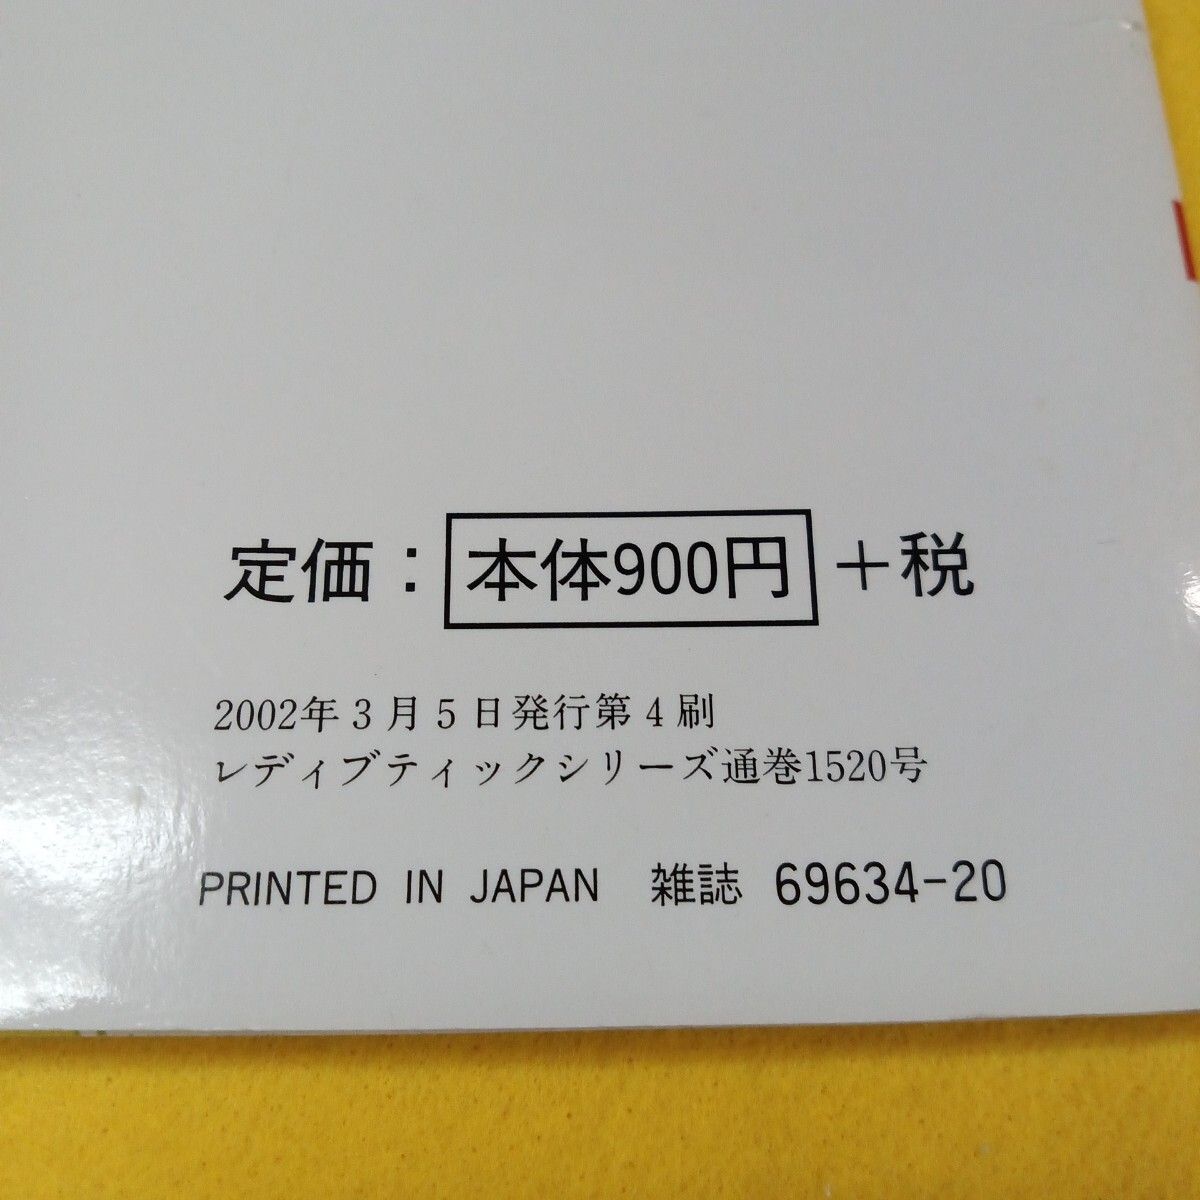 定価：本体900円＋税
2002年3月5日発行第4刷
レディブティックシリーズ通巻1520号
PRINTED IN JAPAN 雑誌 69634-20